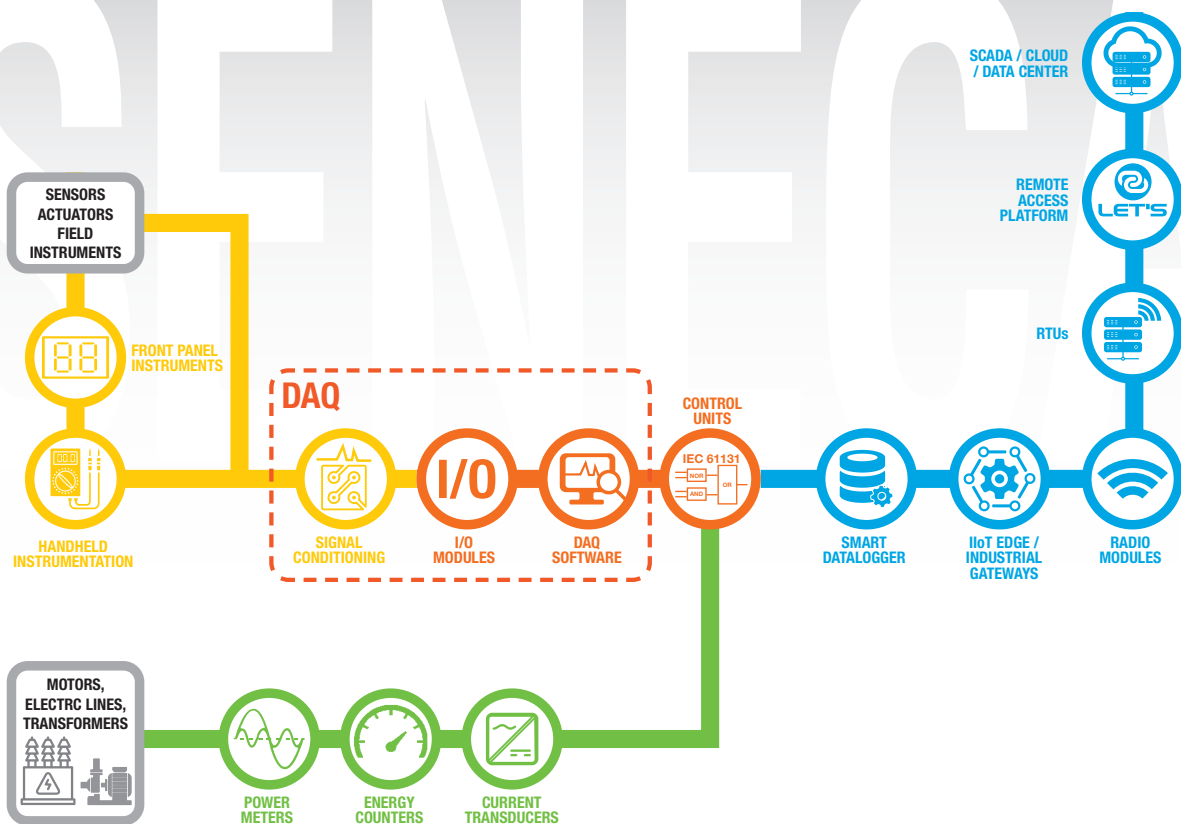 SENECA
SCADA / CLOUD
/ DATA CENTER
REMOTE
ACCESS
PLATFORM
LET'S
RTUs
SENSORS
ACTUATORS
FIELD
INSTRUMENTS
88
FRONT PANEL
INSTRUMENTS
HANDHELD
INSTRUMENTATION
DAQ
SIGNAL
CONDITIONING
I/O
I/O
MODULES
DAQ
SOFTWARE
CONTROL
UNITS
IEC 61131
NOR
AND
OR
SMART
DATALOGGER
IIoT EDGE /
INDUSTRIAL
GATEWAYS
RADIO
MODULES
MOTORS,
ELECTRC LINES,
TRANSFORMERS
POWER
METERS
ENERGY
COUNTERS
CURRENT
TRANSDUCERS